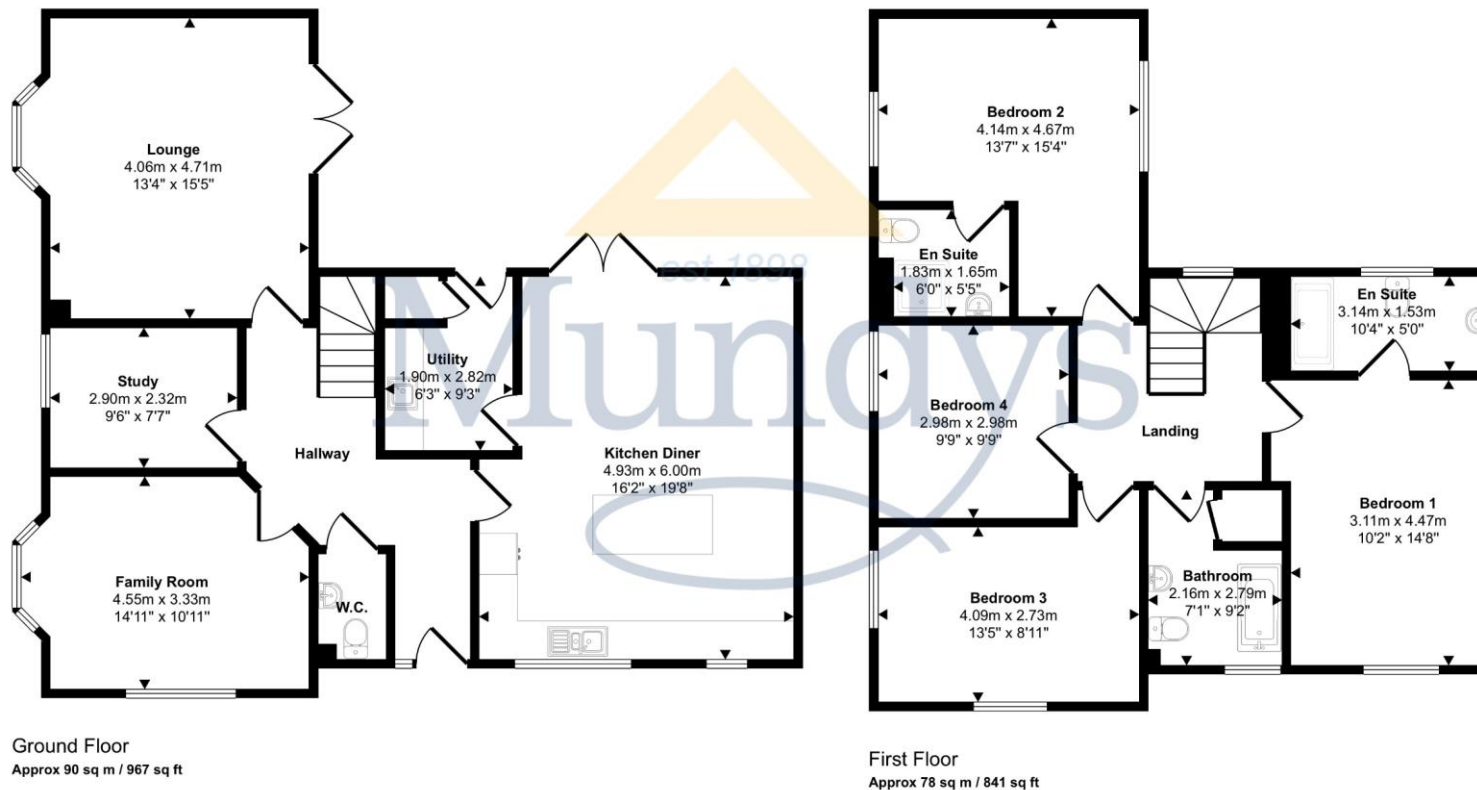 Lounge
4.06m x 4.71m
13'4" x 15'5"
Study
2.90m x 2.32m
9'6" x 7'7"
Hallway
Utility
1.90m x 2.82m
6'3" x 9'3"
Kitchen Diner
4.93m x 6.00m
16'2" x 19'8"
Family Room
4.55m x 3.33m
14'11" x 10'11"
W.C.
Ground Floor
Approx 90 sq m / 967 sq ft
Bedroom 2
4.14m x 4.67m
13'7" x 15'4"
En Suite
1.83m x 1.65m
6'0" x 5'5"
En Suite
3.14m x 1.53m
10'4" x 5'0"
Bedroom 4
2.98m x 2.98m
9'9" x 9'9"
Landing
Bedroom 1
3.11m x 4.47m
10'2" x 14'8"
Bedroom 3
4.09m x 2.73m
13'5" x 8'11"
Bathroom
2.16m x 2.79m
7'1" x 9'2"
First Floor
Approx 78 sq m / 841 sq ft
est 1898
Mundys